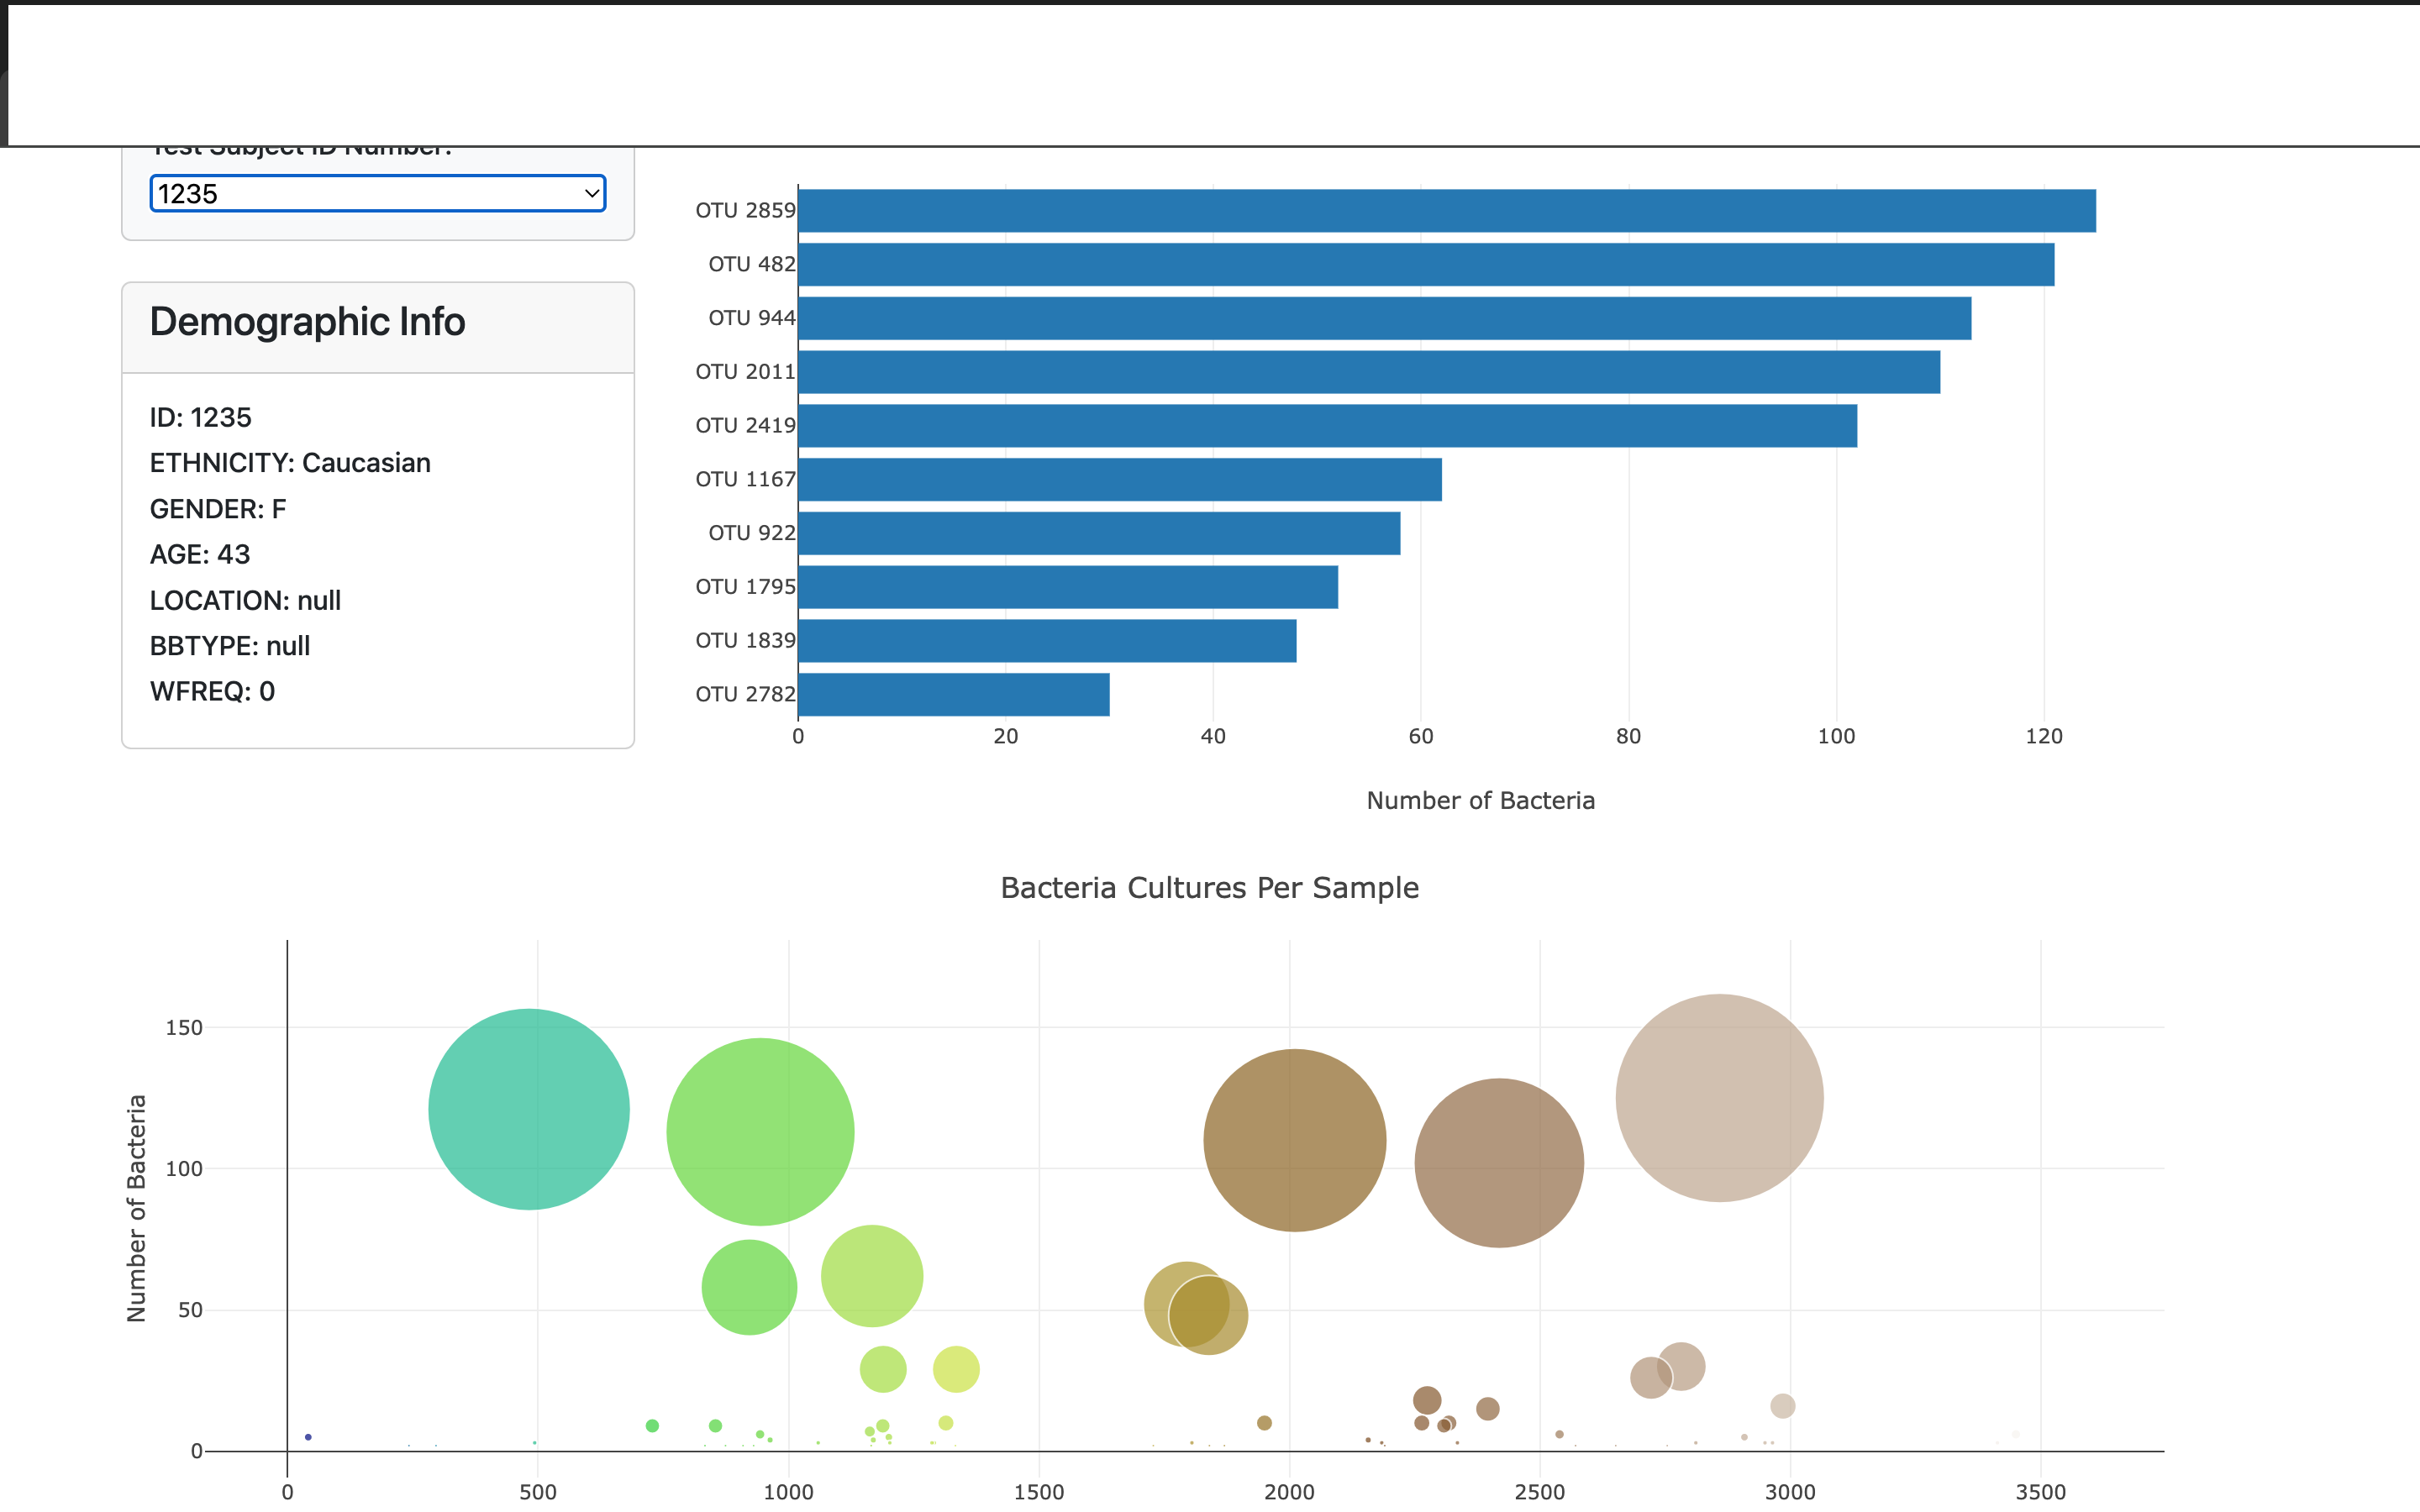 Test Subject ID Number:
1235
Demographic Info
ID: 1235
ETHNICITY: Caucasian
GENDER: F
AGE: 43
LOCATION: null
BBTYPE: null
WFREQ: 0
OTU 2859
OTU 482
OTU 944
OTU 2011
OTU 2419
OTU 1167
OTU 922
OTU 1795
OTU 1839
OTU 2782
0 20 40 60 80 100 120
Number of Bacteria
Bacteria Cultures Per Sample
Number of Bacteria
150
100
50
0
0 500 1000 1500 2000 2500 3000 3500